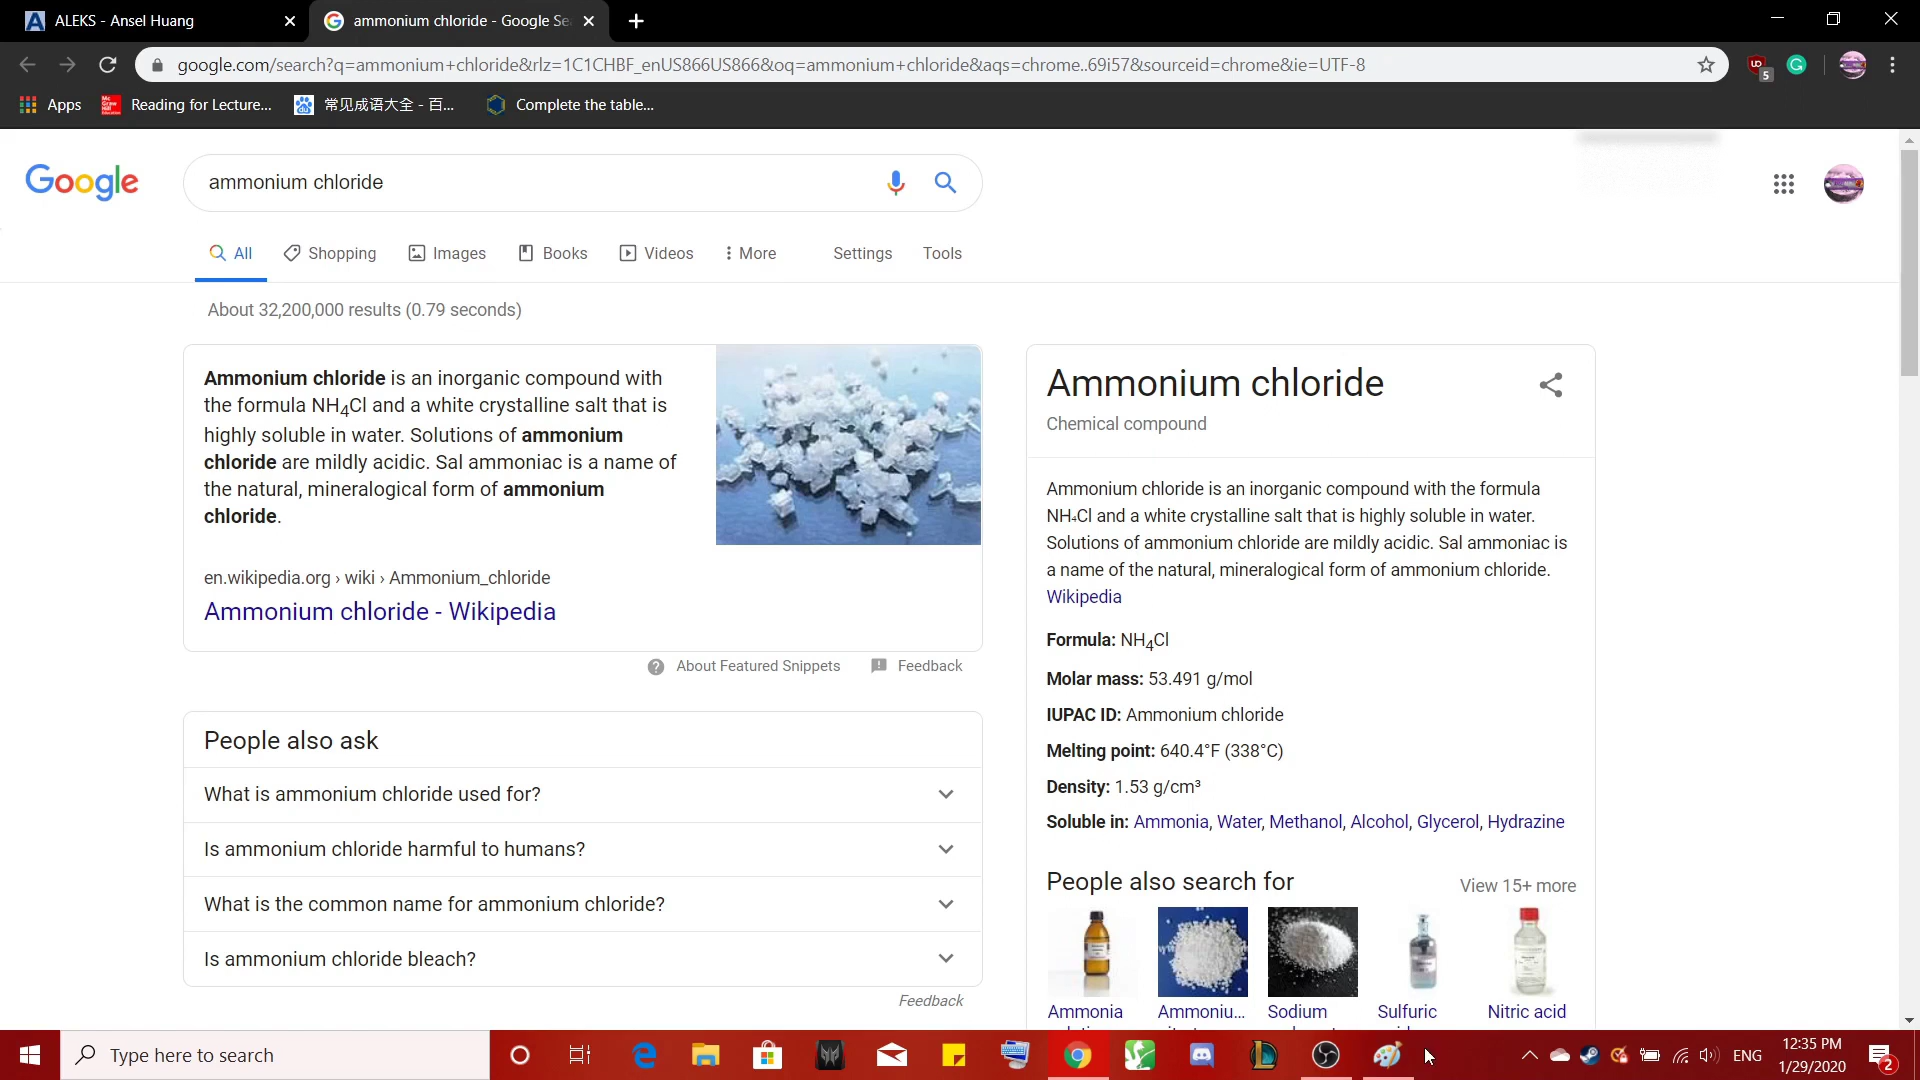 ALEKS - Ansel Huang
ammonium chloride - Google Se
google.com/search?q=ammonium+chloride&rlz=1C1CHBF_enUS866US866&oq=ammonium+chloride&aqs=chrome..69i57&sourceid=chrome&ie=UTF-8
UD
5
G
Apps
Mc Graw Hill Education
Reading for Lecture...
常见成语大全 - 百...
Complete the table...
Google
ammonium chloride
All
Shopping
Images
Books
Videos
More
Settings
Tools
About 32,200,000 results (0.79 seconds)
Ammonium chloride is an inorganic compound with
the formula NH₄Cl and a white crystalline salt that is
highly soluble in water. Solutions of ammonium
chloride are mildly acidic. Sal ammoniac is a name of
the natural, mineralogical form of ammonium
chloride.
en.wikipedia.org › wiki › Ammonium_chloride
Ammonium chloride - Wikipedia
About Featured Snippets
Feedback
People also ask
What is ammonium chloride used for?
Is ammonium chloride harmful to humans?
What is the common name for ammonium chloride?
Is ammonium chloride bleach?
Feedback
Ammonium chloride
Chemical compound
Ammonium chloride is an inorganic compound with the formula
NH₄Cl and a white crystalline salt that is highly soluble in water.
Solutions of ammonium chloride are mildly acidic. Sal ammoniac is
a name of the natural, mineralogical form of ammonium chloride.
Wikipedia
Formula: NH₄Cl
Molar mass: 53.491 g/mol
IUPAC ID: Ammonium chloride
Melting point: 640.4°F (338°C)
Density: 1.53 g/cm³
Soluble in: Ammonia, Water, Methanol, Alcohol, Glycerol, Hydrazine
People also search for
View 15+ more
Ammonia
Ammoniu...
Sodium
Sulfuric
Nitric acid
Type here to search
ENG
12:35 PM
1/29/2020
2